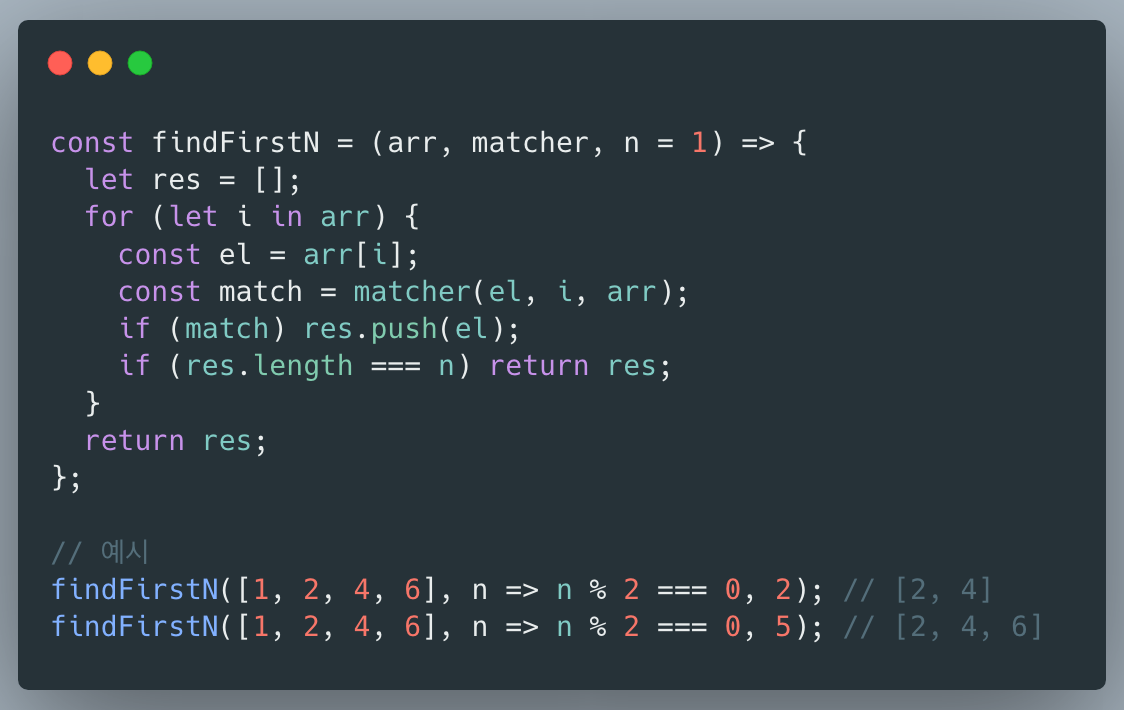 const findFirstN = (arr, matcher, n = 1) => {
  let res = [];
  for (let i in arr) {
    const el = arr[i];
    const match = matcher(el, i, arr);
    if (match) res.push(el);
    if (res.length === n) return res;
  }
  return res;
};

// 예시
findFirstN([1, 2, 4, 6], n => n % 2 === 0, 2); // [2, 4]
findFirstN([1, 2, 4, 6], n => n % 2 === 0, 5); // [2, 4, 6]